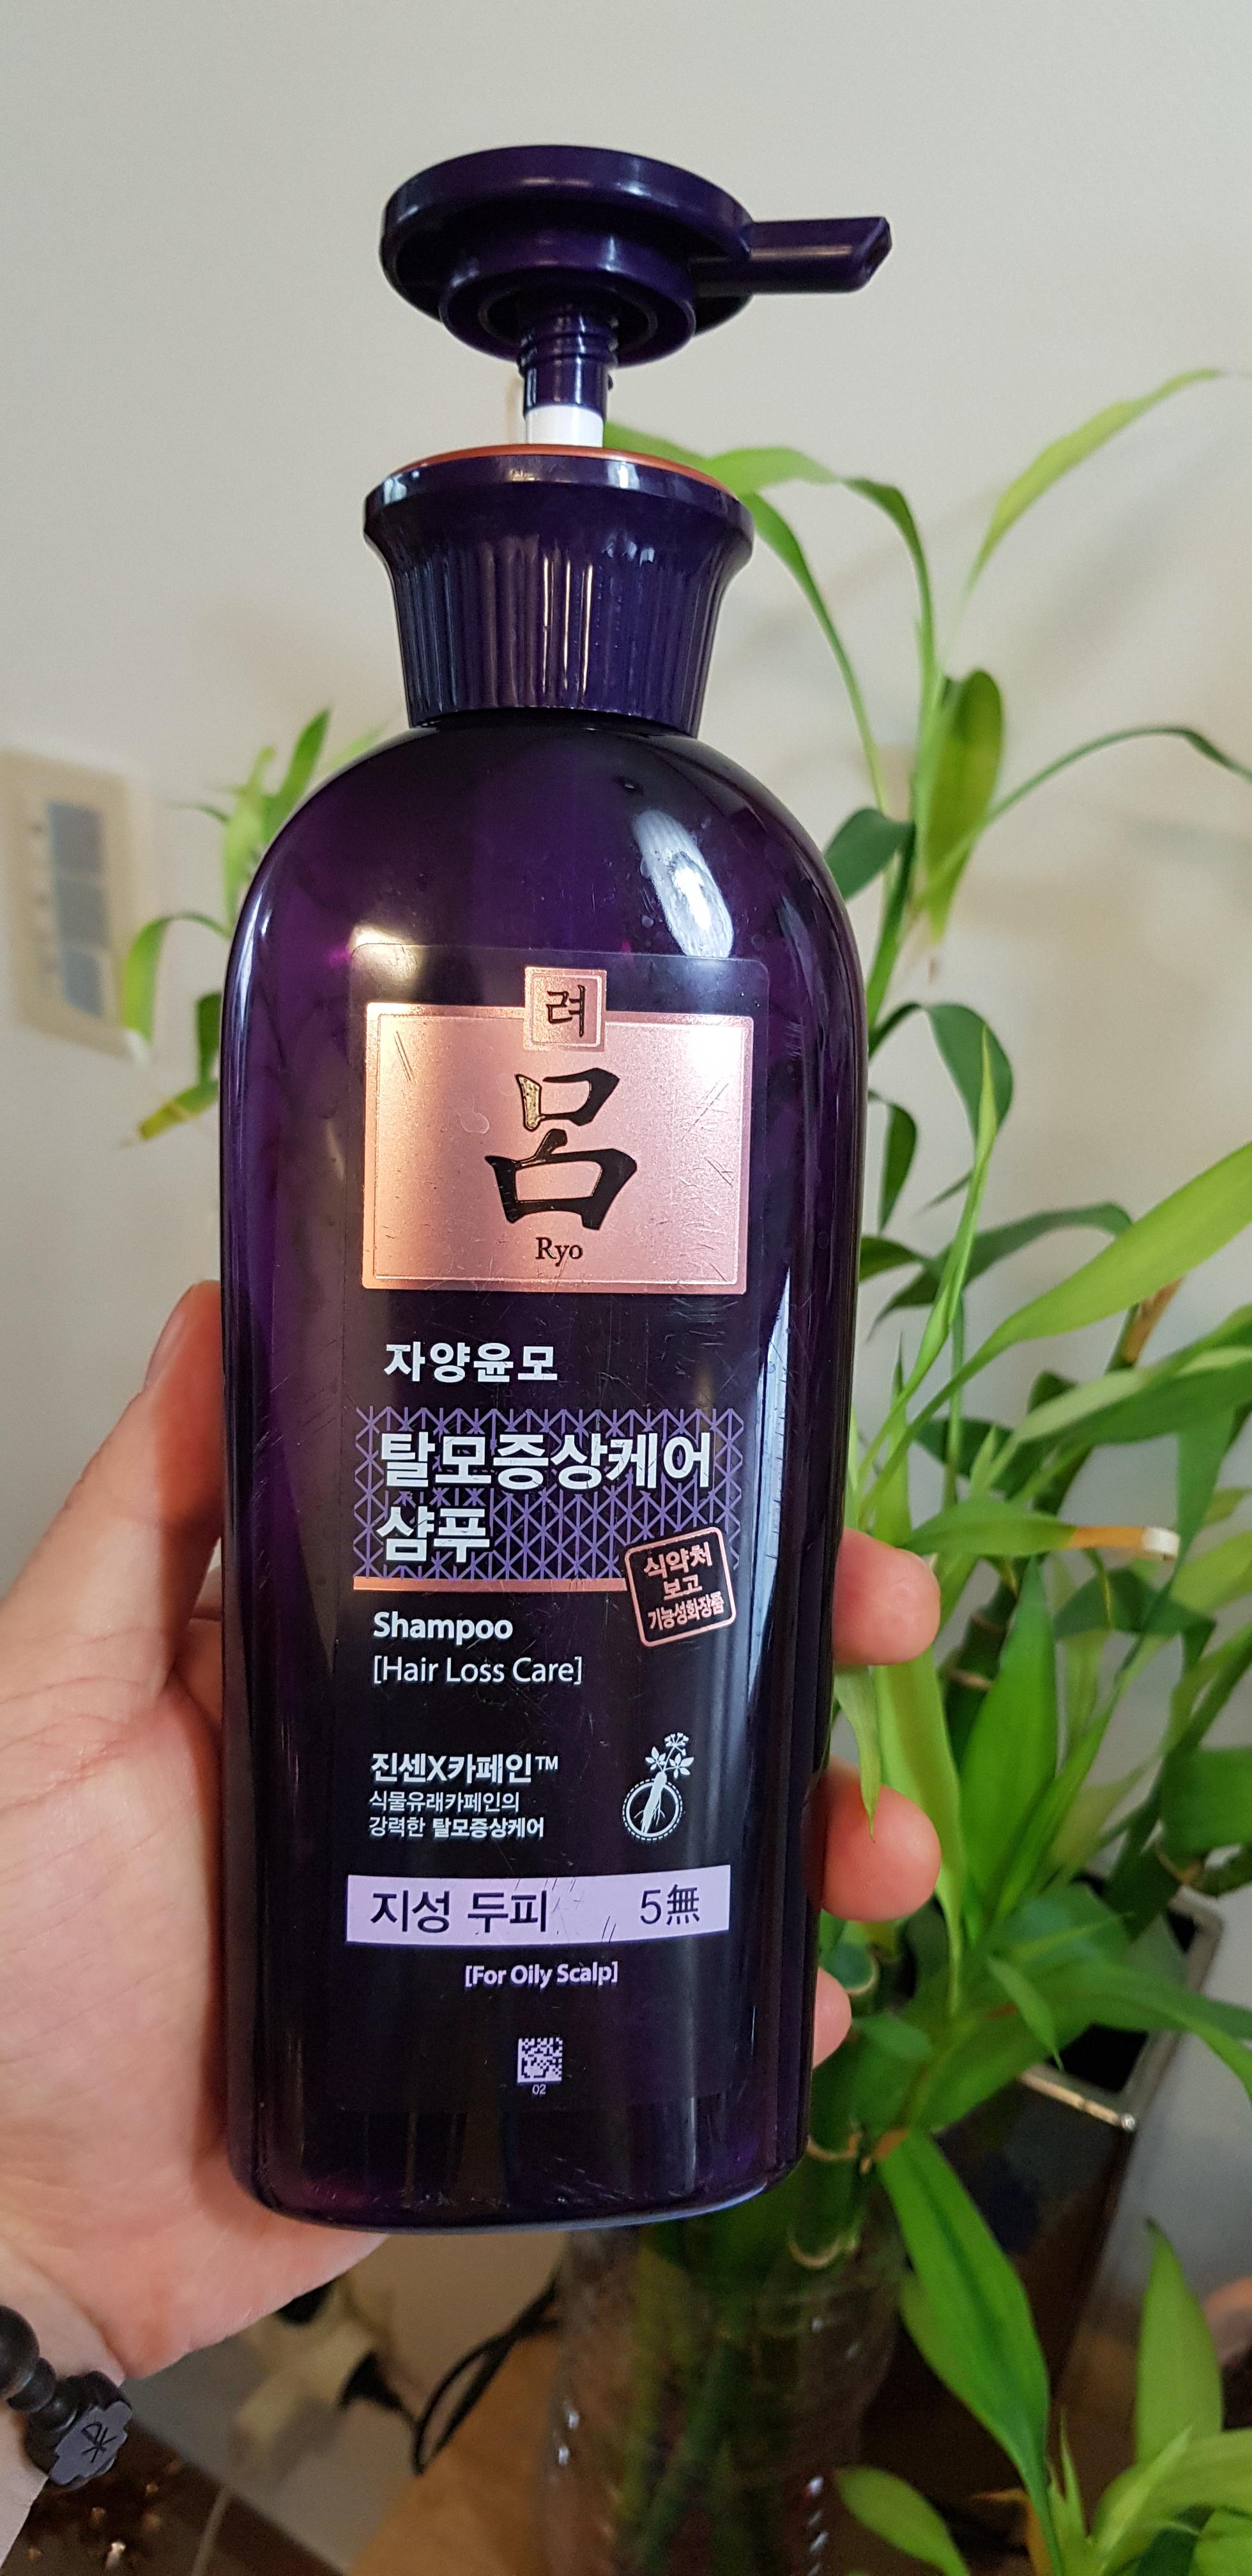 려
呂
Ryo
자양윤모
탈모증상케어
샴푸
식약처
보고
기능성화장품
Shampoo
[Hair Loss Care]
진센X카페인™
식물유래카페인의
강력한 탈모증상케어
지성 두피 5無
[For Oily Scalp]
02